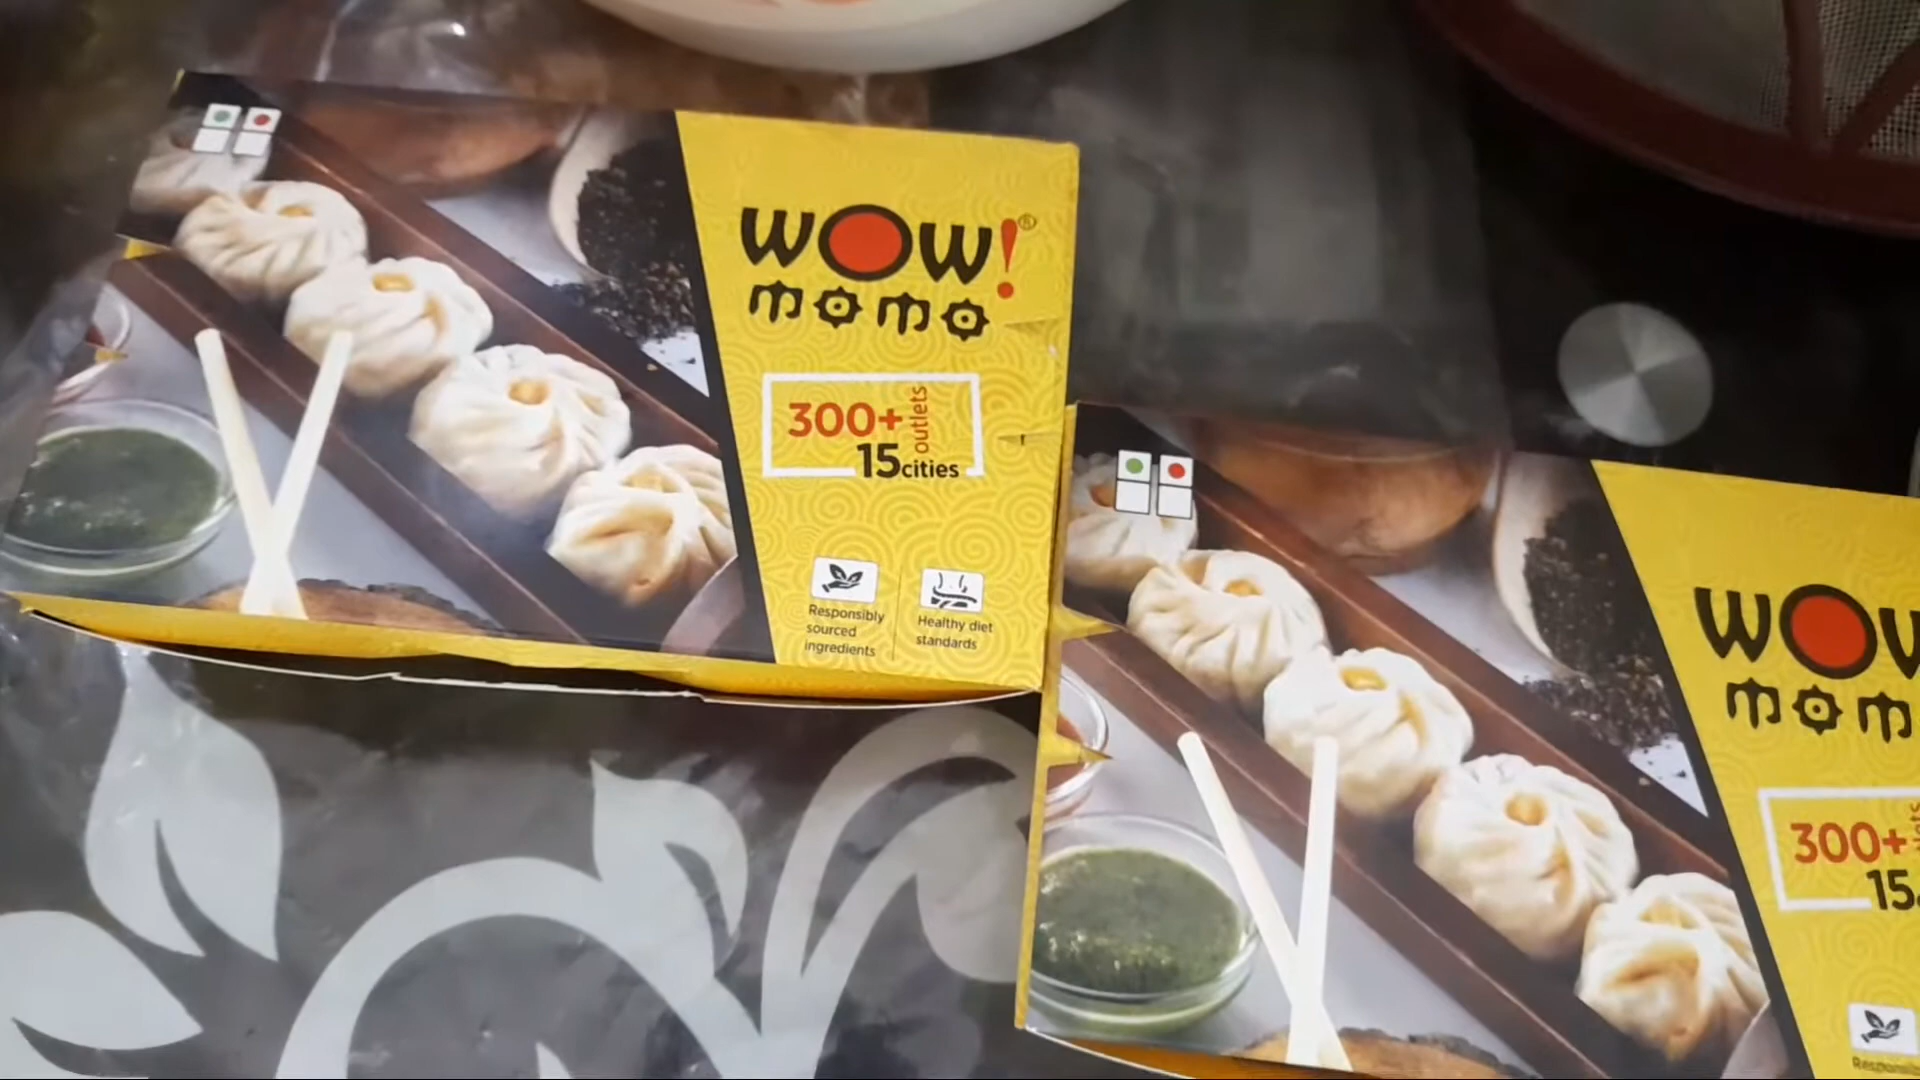 WOW!®
momo
300+ outlets
15 cities
Responsibly
sourced
ingredients
Healthy diet
standards
WOW
mom
300+
15